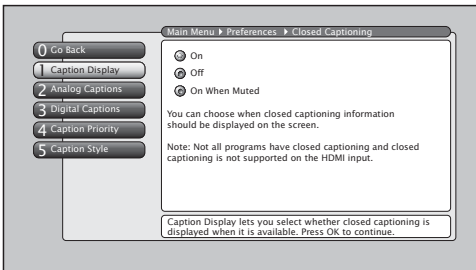 Main Menu ▶ Preferences ▶ Closed Captioning
0 Go Back
1 Caption Display
2 Analog Captions
3 Digital Captions
4 Caption Priority
5 Caption Style
On
Off
On When Muted
You can choose when closed captioning information
should be displayed on the screen.
Note: Not all programs have closed captioning and closed
captioning is not supported on the HDMI input.
Caption Display lets you select whether closed captioning is
displayed when it is available. Press OK to continue.